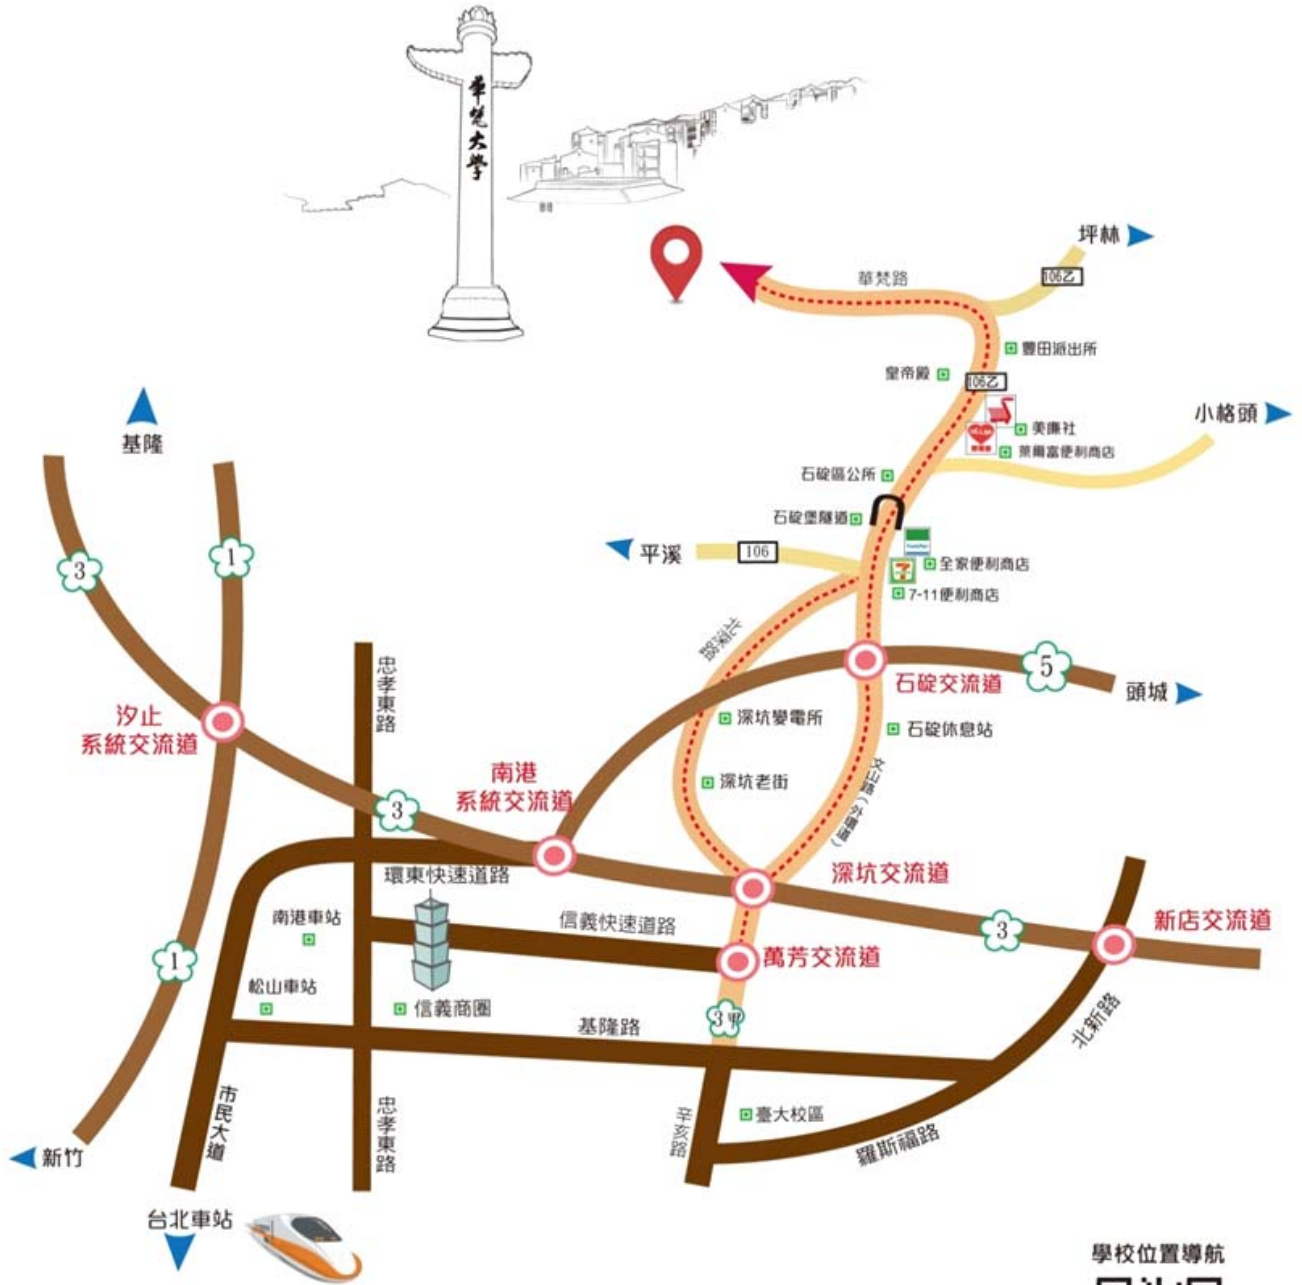 華梵大學
坪林
106乙
華梵路
豐田派出所
皇帝殿
106乙
小格頭
美廉社
萊爾富便利商店
基隆
石碇區公所
石碇堡隧道
平溪
106
全家便利商店
7-11便利商店
3
1
北深路
忠孝東路
5
石碇交流道
頭城
汐止
系統交流道
深坑變電所
石碇休息站
南港
系統交流道
深坑老街
文山路(外環道)
3
環東快速道路
深坑交流道
南港車站
信義快速道路
新店交流道
3
1
萬芳交流道
松山車站
信義商圈
3甲
基隆路
北新路
市民大道
忠孝東路
辛亥路
臺大校區
羅斯福路
新竹
台北車站
學校位置導航